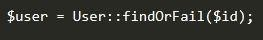 $user = User::findOrFail($id);